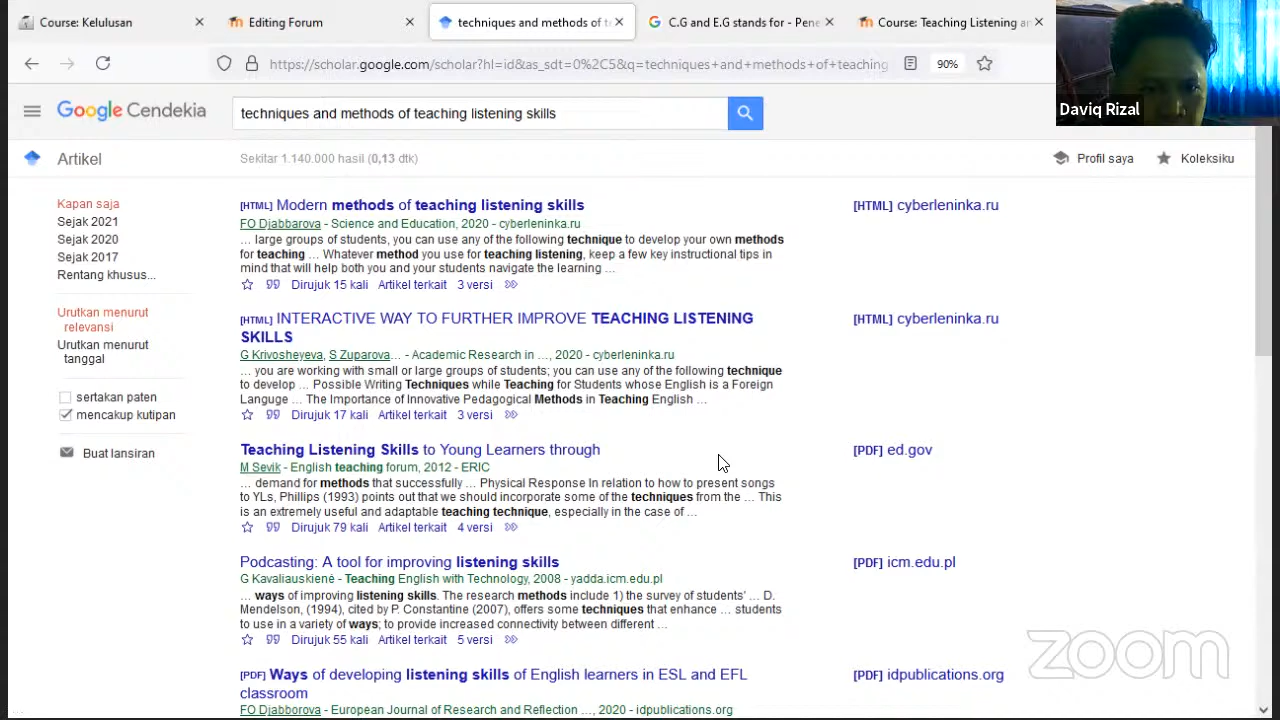 Course: Kelulusan
Editing Forum
techniques and methods of t
C.G and E.G stands for - Pene
Course: Teaching Listening a
https://scholar.google.com/scholar?hl=id&as_sdt=0%2C5&q=techniques+and+methods+of+teaching
90%
Daviq Rizal
Google Cendekia
techniques and methods of teaching listening skills
Artikel
Sekitar 1.140.000 hasil (0,13 dtk)
Profil saya
Koleksiku
Kapan saja
Sejak 2021
Sejak 2020
Sejak 2017
Rentang khusus...
Urutkan menurut
relevansi
Urutkan menurut
tanggal
sertakan paten
mencakup kutipan
Buat lansiran
[HTML] Modern methods of teaching listening skills
[HTML] cyberleninka.ru
FO Djabbarova - Science and Education, 2020 - cyberleninka.ru
... large groups of students, you can use any of the following technique to develop your own methods
for teaching ... Whatever method you use for teaching listening, keep a few key instructional tips in
mind that will help both you and your students navigate the learning ...
Dirujuk 15 kali Artikel terkait 3 versi
[HTML] INTERACTIVE WAY TO FURTHER IMPROVE TEACHING LISTENING
SKILLS
[HTML] cyberleninka.ru
G Krivosheyeva, S Zuparova... - Academic Research in ..., 2020 - cyberleninka.ru
... you are working with small or large groups of students; you can use any of the following technique
to develop ... Possible Writing Techniques while Teaching for Students whose English is a Foreign
Languge ... The Importance of Innovative Pedagogical Methods in Teaching English ...
Dirujuk 17 kali Artikel terkait 3 versi
Teaching Listening Skills to Young Learners through
[PDF] ed.gov
M Sevik - English teaching forum, 2012 - ERIC
... demand for methods that successfully ... Physical Response In relation to how to present songs
to YLs, Phillips (1993) points out that we should incorporate some of the techniques from the ... This
is an extremely useful and adaptable teaching technique, especially in the case of ...
Dirujuk 79 kali Artikel terkait 4 versi
Podcasting: A tool for improving listening skills
[PDF] icm.edu.pl
G Kavaliauskienė - Teaching English with Technology, 2008 - yadda.icm.edu.pl
... ways of improving listening skills. The research methods include 1) the survey of students' ... D.
Mendelson, (1994), cited by P. Constantine (2007), offers some techniques that enhance ... students
to use in a variety of ways; to provide increased connectivity between different ...
Dirujuk 55 kali Artikel terkait 5 versi
[PDF] Ways of developing listening skills of English learners in ESL and EFL
classroom
[PDF] idpublications.org
FO Djabborova - European Journal of Research and Reflection ..., 2020 - idpublications.org
zoom